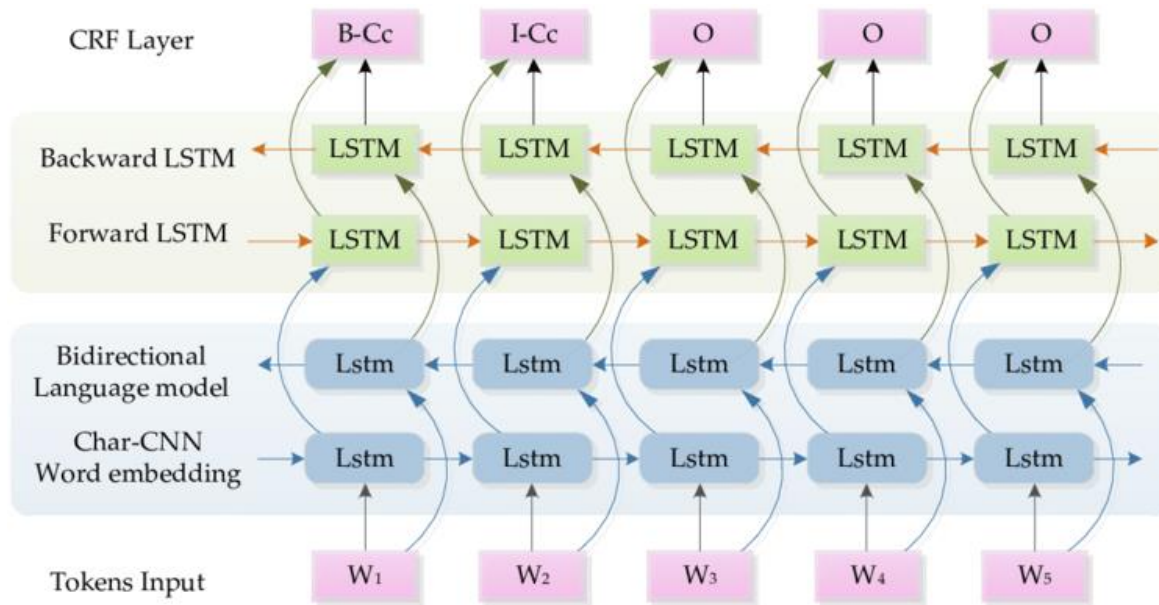 CRF Layer B-Cc I-Cc O O O
Backward LSTM LSTM LSTM LSTM LSTM LSTM
Forward LSTM LSTM LSTM LSTM LSTM LSTM
Bidirectional
Language model
Lstm Lstm Lstm Lstm Lstm
Char-CNN
Word embedding
Lstm Lstm Lstm Lstm Lstm
Tokens Input W1 W2 W3 W4 W5